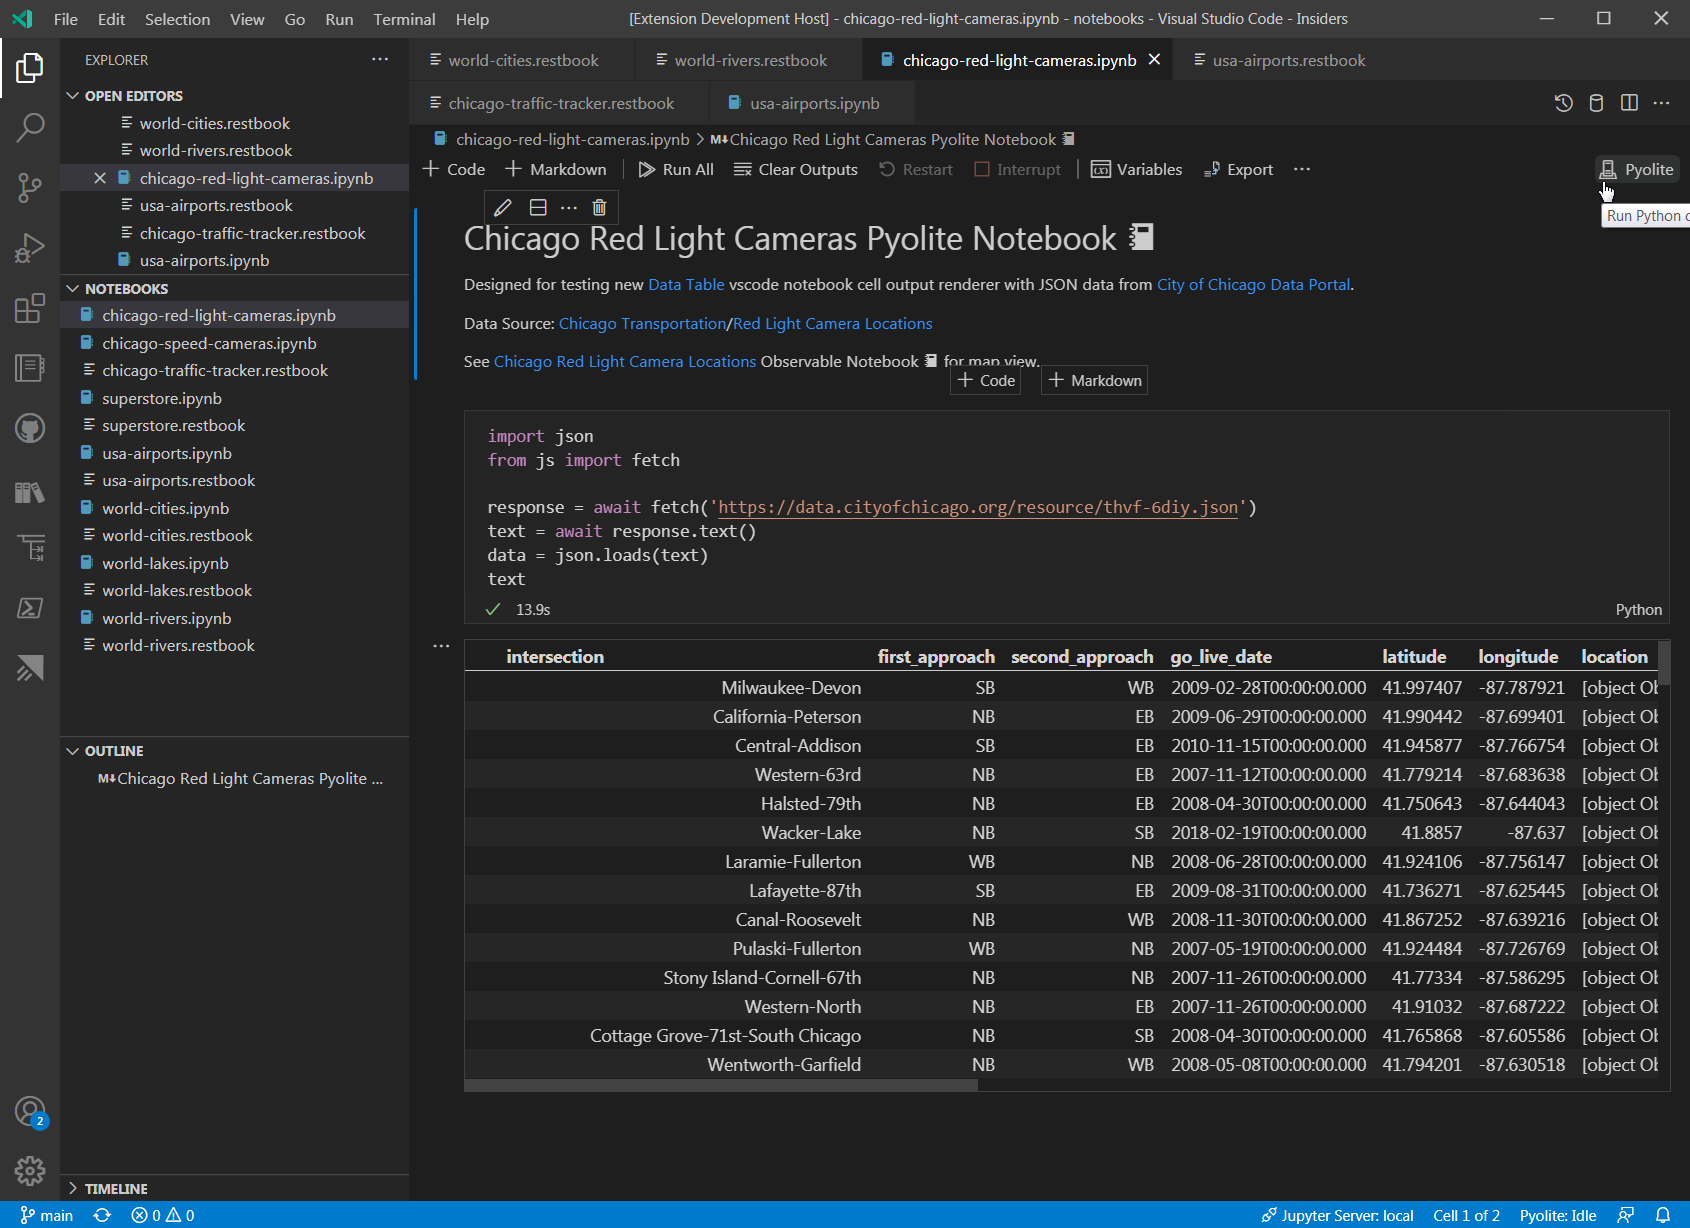 File Edit Selection View Go Run Terminal Help [Extension Development Host] - chicago-red-light-cameras.ipynb - notebooks - Visual Studio Code - Insiders
EXPLORER
OPEN EDITORS
world-cities.restbook
world-rivers.restbook
chicago-red-light-cameras.ipynb
usa-airports.restbook
chicago-traffic-tracker.restbook
usa-airports.ipynb
NOTEBOOKS
chicago-red-light-cameras.ipynb
chicago-speed-cameras.ipynb
chicago-traffic-tracker.restbook
superstore.ipynb
superstore.restbook
usa-airports.ipynb
usa-airports.restbook
world-cities.ipynb
world-cities.restbook
world-lakes.ipynb
world-lakes.restbook
world-rivers.ipynb
world-rivers.restbook
OUTLINE
M↓Chicago Red Light Cameras Pyolite ...
TIMELINE
2
world-cities.restbook world-rivers.restbook chicago-red-light-cameras.ipynb usa-airports.restbook
chicago-traffic-tracker.restbook usa-airports.ipynb
chicago-red-light-cameras.ipynb > M↓Chicago Red Light Cameras Pyolite Notebook
+ Code + Markdown Run All Clear Outputs Restart Interrupt Variables Export ... Pyolite
Run Python c
Chicago Red Light Cameras Pyolite Notebook
Designed for testing new Data Table vscode notebook cell output renderer with JSON data from City of Chicago Data Portal.
Data Source: Chicago Transportation/Red Light Camera Locations
See Chicago Red Light Camera Locations Observable Notebook for map view.
+ Code + Markdown
import json
from js import fetch
response = await fetch('https://data.cityofchicago.org/resource/thvf-6diy.json')
text = await response.text()
data = json.loads(text)
text
13.9s Python
intersection first_approach second_approach go_live_date latitude longitude location
Milwaukee-Devon SB WB 2009-02-28T00:00:00.000 41.997407 -87.787921 [object Ob
California-Peterson NB EB 2009-06-29T00:00:00.000 41.990442 -87.699401 [object Ob
Central-Addison SB EB 2010-11-15T00:00:00.000 41.945877 -87.766754 [object Ob
Western-63rd NB EB 2007-11-12T00:00:00.000 41.779214 -87.683638 [object Ob
Halsted-79th NB EB 2008-04-30T00:00:00.000 41.750643 -87.644043 [object Ob
Wacker-Lake NB SB 2018-02-19T00:00:00.000 41.8857 -87.637 [object Ob
Laramie-Fullerton WB NB 2008-06-28T00:00:00.000 41.924106 -87.756147 [object Ob
Lafayette-87th SB EB 2009-08-31T00:00:00.000 41.736271 -87.625445 [object Ob
Canal-Roosevelt NB WB 2008-11-30T00:00:00.000 41.867252 -87.639216 [object Ob
Pulaski-Fullerton WB NB 2007-05-19T00:00:00.000 41.924484 -87.726769 [object Ob
Stony Island-Cornell-67th NB NB 2007-11-26T00:00:00.000 41.77334 -87.586295 [object Ob
Western-North NB EB 2007-11-26T00:00:00.000 41.91032 -87.687222 [object Ob
Cottage Grove-71st-South Chicago NB SB 2008-04-30T00:00:00.000 41.765868 -87.605586 [object Ob
Wentworth-Garfield NB WB 2008-05-08T00:00:00.000 41.794201 -87.630518 [object Ob
main 0 0 Jupyter Server: local Cell 1 of 2 Pyolite: Idle